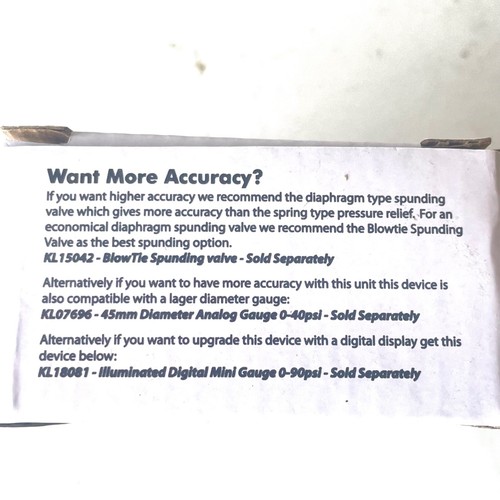 Want More Accuracy?
If you want higher accuracy we recommend the diaphragm type spunding
valve which gives more accuracy than the spring type pressure relief. For an
economical diaphragm spunding valve we recommend the Blowtie Spunding
Valve as the best spunding option.
KL15042 - BlowTie Spunding valve - Sold Separately
Alternatively if you want to have more accuracy with this unit this device is
also compatible with a lager diameter gauge:
KL07696 - 45mm Diameter Analog Gauge 0-40psi - Sold Separately
Alternatively if you want to upgrade this device with a digital display get this
device below:
KL18081 - Illuminated Digital Mini Gauge 0-90psi - Sold Separately